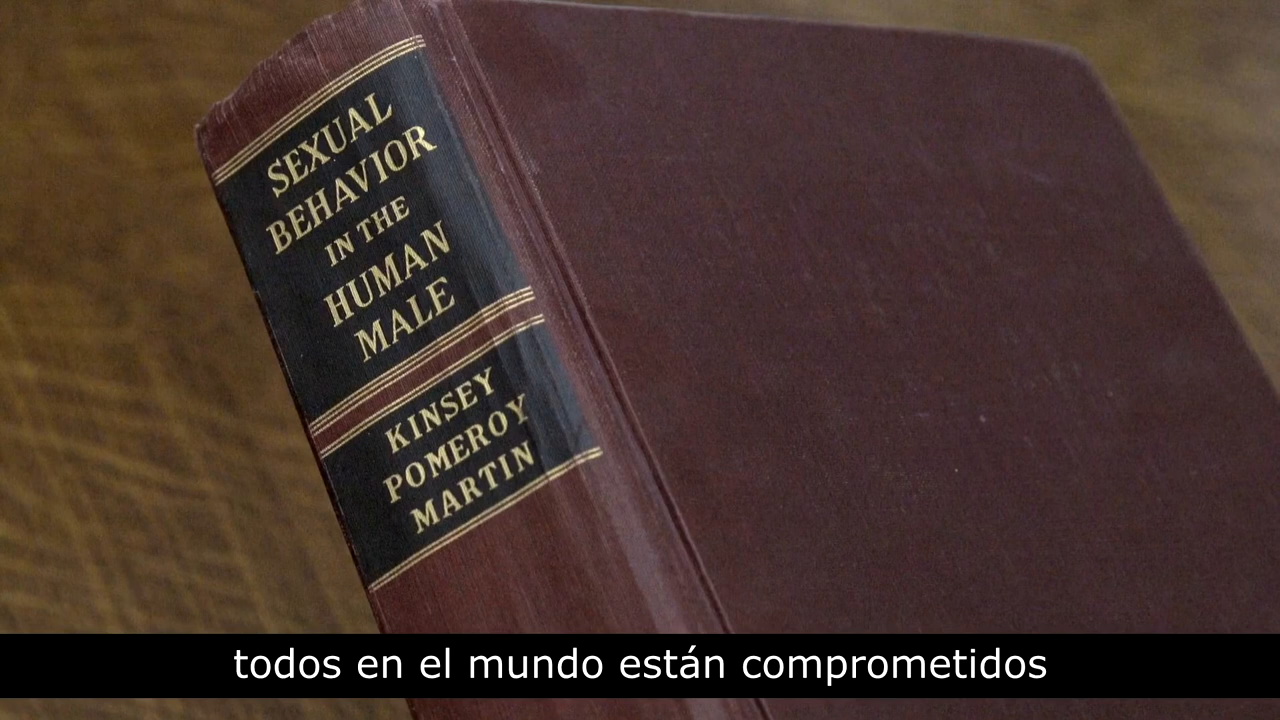 SEXUAL
BEHAVIOR
IN THE
HUMAN
MALE
KINSEY
POMEROY
MARTIN
todos en el mundo están comprometidos